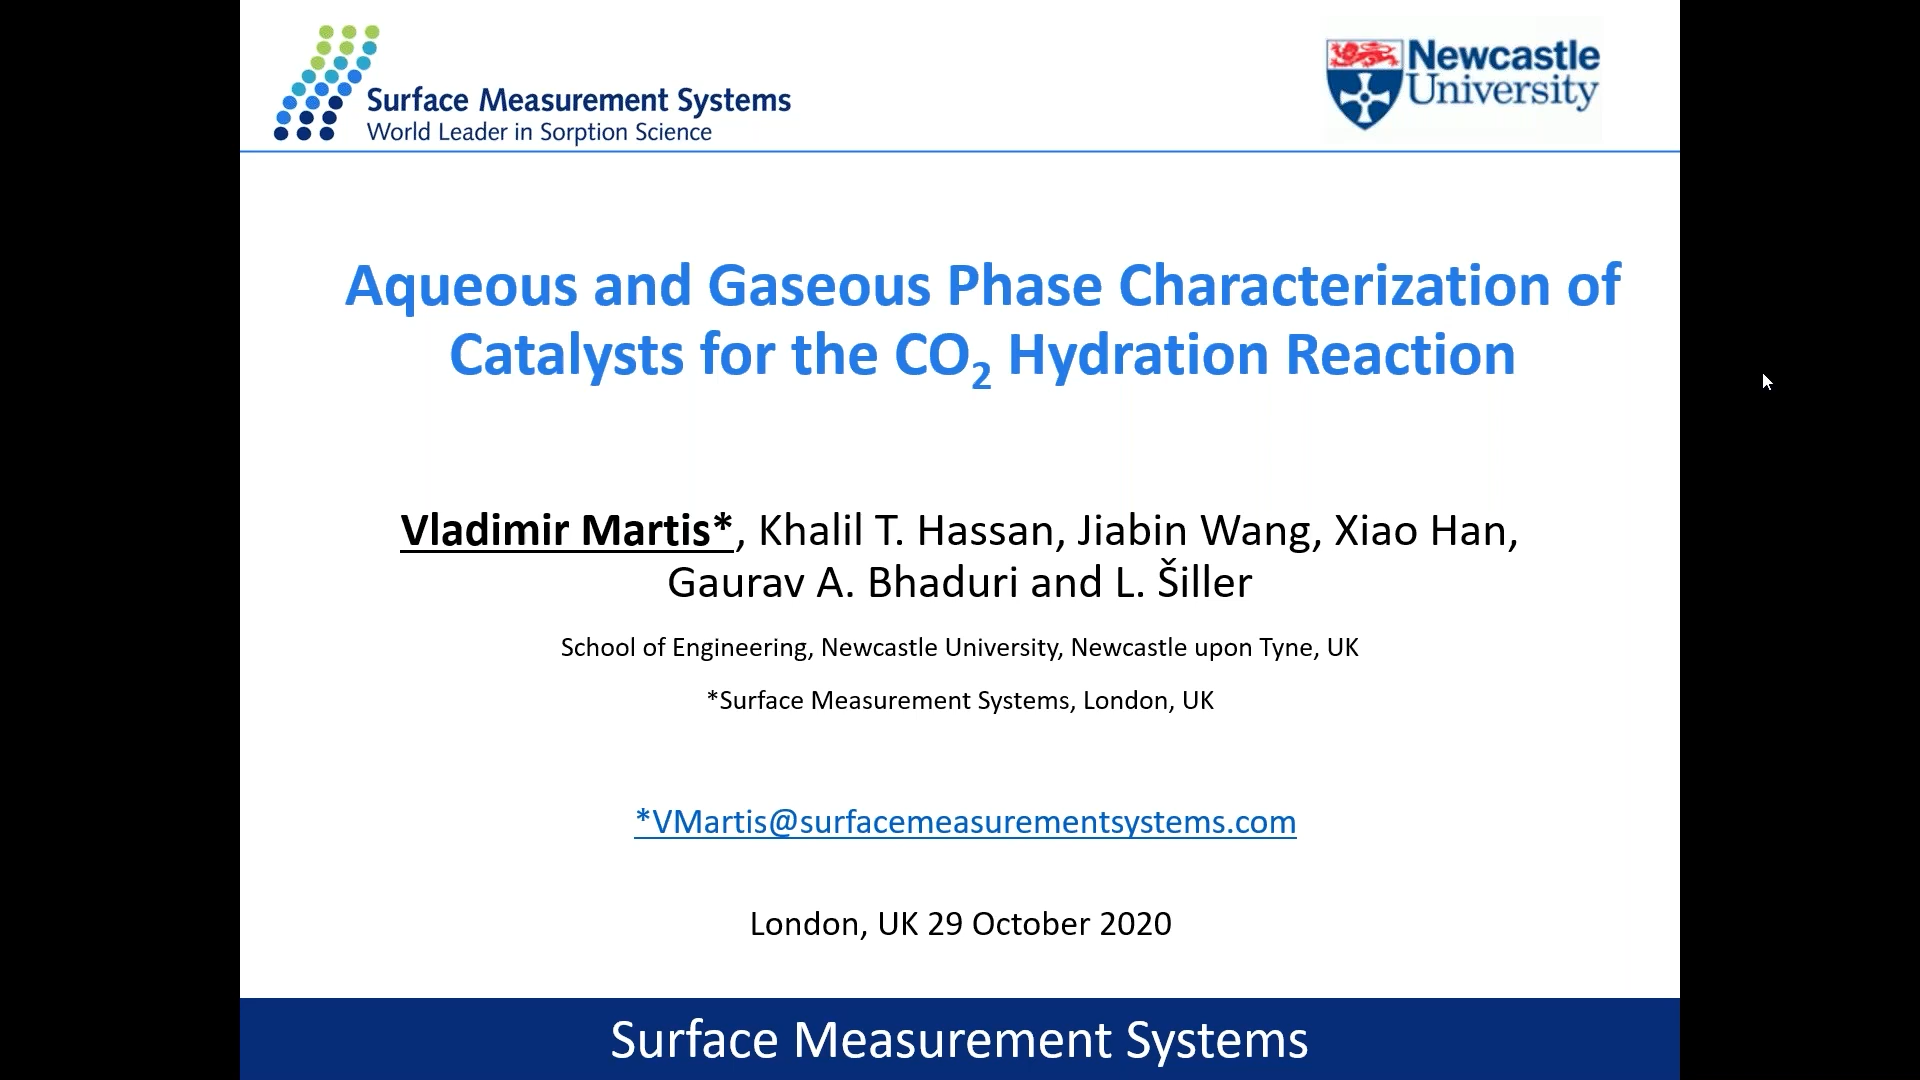 Surface Measurement Systems
World Leader in Sorption Science
Newcastle
University
Aqueous and Gaseous Phase Characterization of
Catalysts for the CO₂ Hydration Reaction
Vladimir Martis*, Khalil T. Hassan, Jiabin Wang, Xiao Han,
Gaurav A. Bhaduri and L. Šiller
School of Engineering, Newcastle University, Newcastle upon Tyne, UK
*Surface Measurement Systems, London, UK
*VMartis@surfacemeasurementsystems.com
London, UK 29 October 2020
Surface Measurement Systems